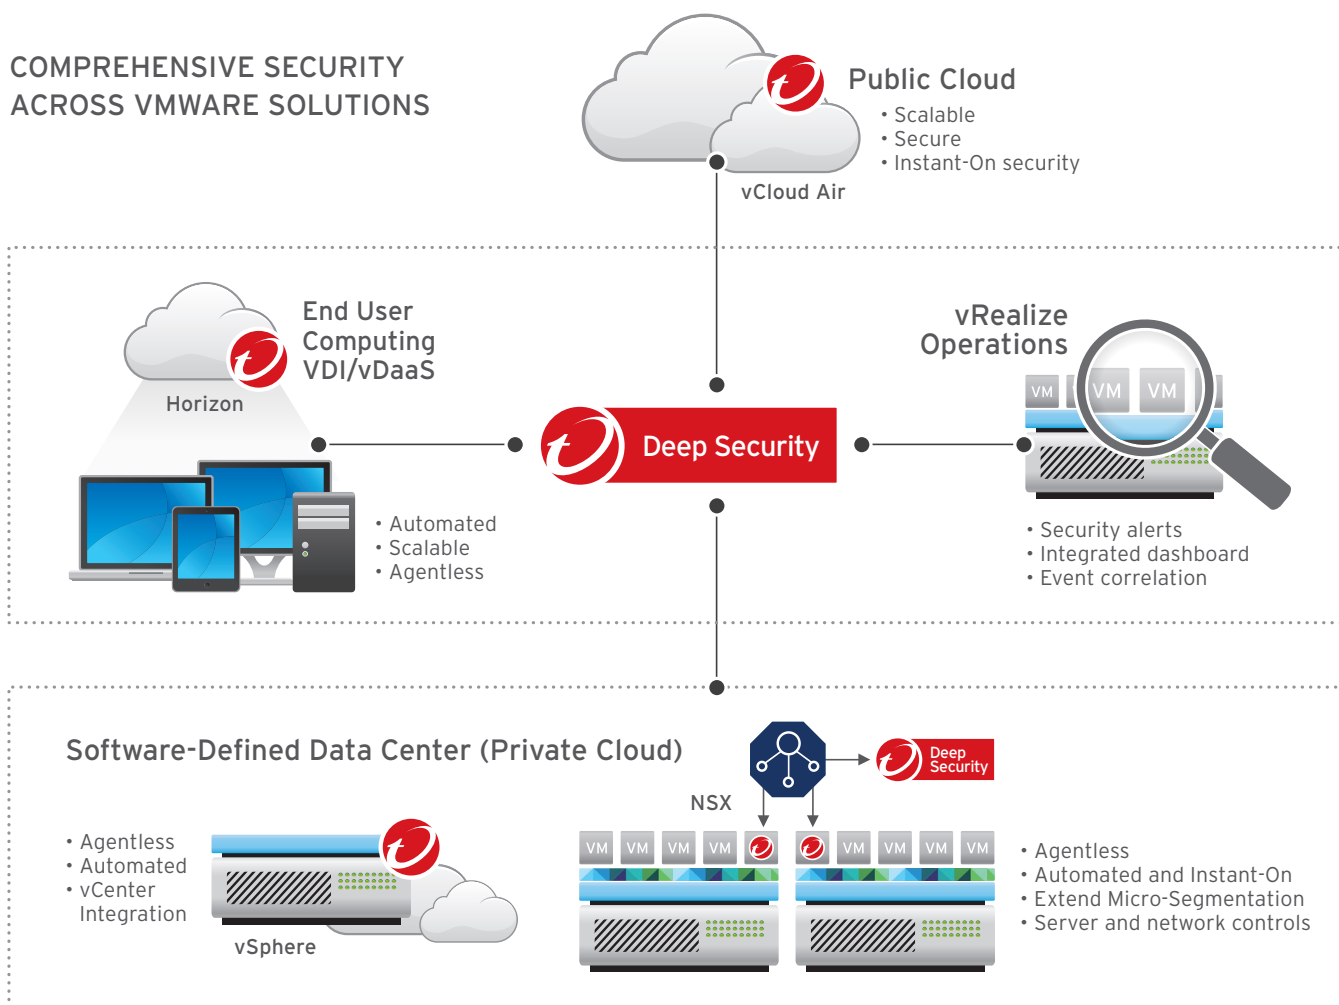 COMPREHENSIVE SECURITY
ACROSS VMWARE SOLUTIONS
Public Cloud
• Scalable
• Secure
• Instant-On security
vCloud Air
End User
Computing
VDI/vDaaS
Horizon
• Automated
• Scalable
• Agentless
Deep Security
vRealize
Operations
VM
VM
VM
• Security alerts
• Integrated dashboard
• Event correlation
Software-Defined Data Center (Private Cloud)
• Agentless
• Automated
• vCenter
Integration
vSphere
NSX
Deep
Security
VM VM VM VM
VM VM VM VM
• Agentless
• Automated and Instant-On
• Extend Micro-Segmentation
• Server and network controls